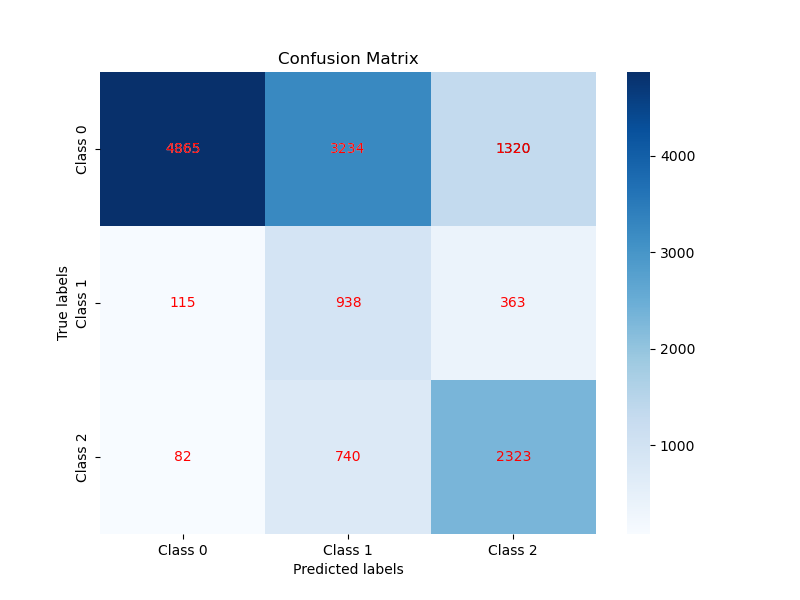 Confusion Matrix
Class 0
4865
3234
1320
4000
3000
True labels
Class 1
115
938
363
2000
1000
Class 2
82
740
2323
Class 0
Class 1
Class 2
Predicted labels